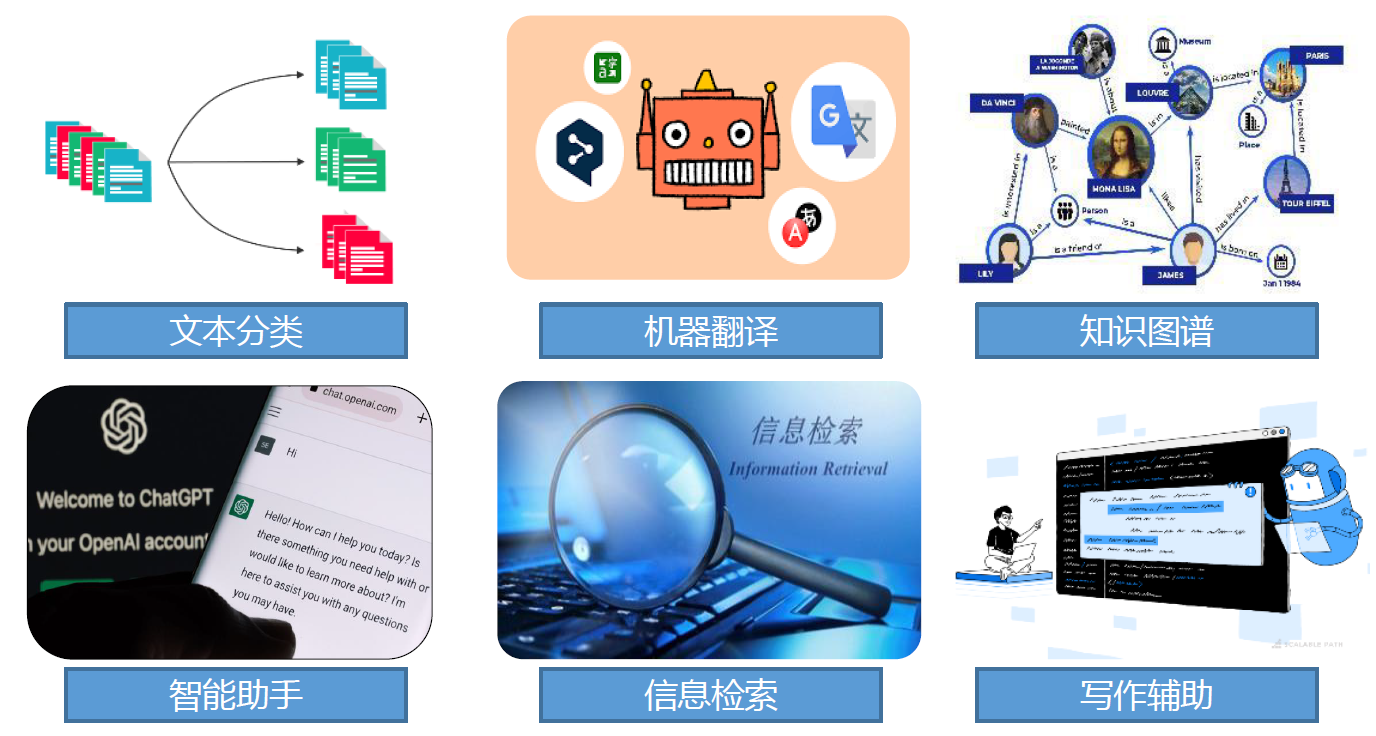 LA JOCONDE
À WASHINGTON
Museum
PARIS
is a
is located in
DA VINCI
LOUVRE
is about
is a
painted
is in
Place
is located in
is interested in
is a
MONA LISA
has visited
TOUR EIFFEL
Person
likes
has lived in
is a
is a
is a friend of
is born on
LILY
JAMES
Jan 1 1984
文本分类
机器翻译
知识图谱
chat.openai.com
SE
Hi
Welcome to ChatGPT
n your OpenAI account
Hello! How can I help you today? Is
there something you need help with or
would like to learn more about? I'm
here to assist you with any questions
you may have.
信息检索
Information Retrieval
SCALABLE PATH
智能助手
信息检索
写作辅助
字
a
G
文
あ
A